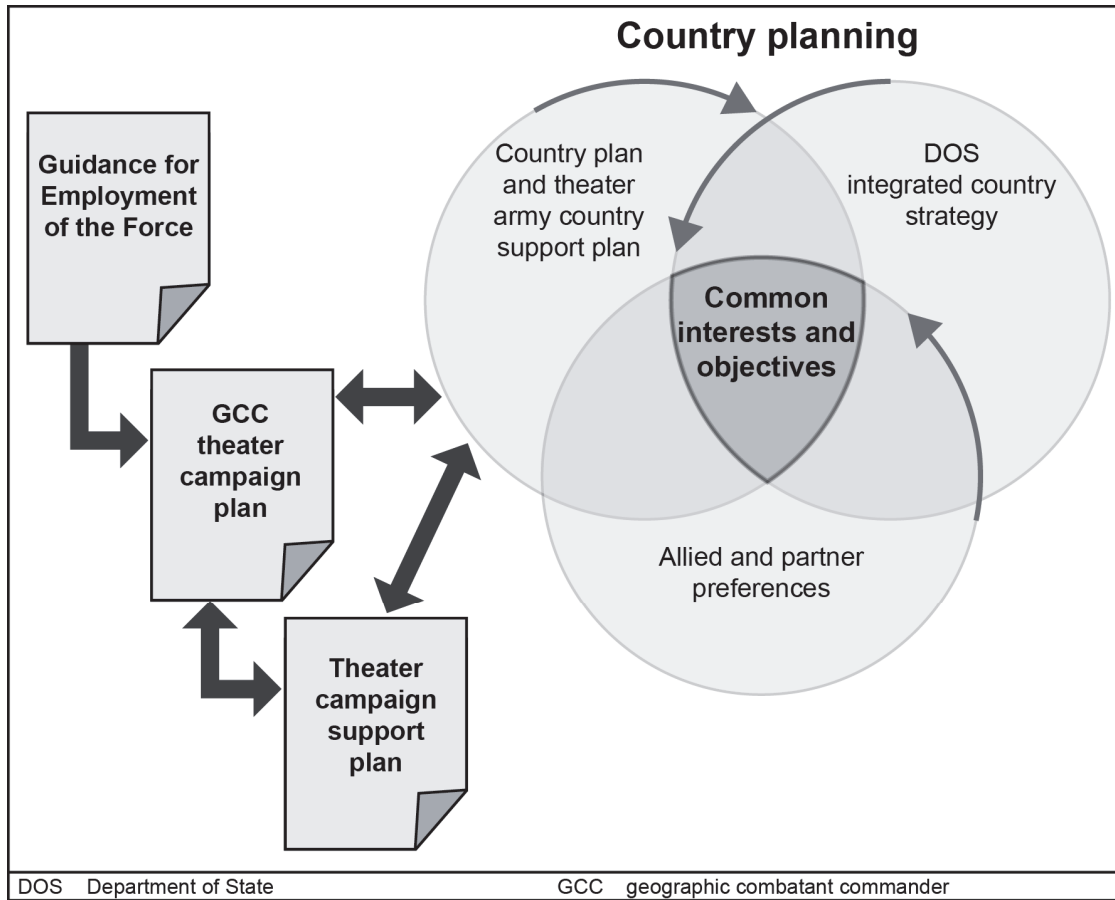 Country planning
Guidance for
Employment
of the Force
GCC
theater
campaign
plan
Theater
campaign
support
plan
Country plan
and theater
army country
support plan
DOS
integrated country
strategy
Common
interests and
objectives
Allied and partner
preferences
DOS Department of State
GCC geographic combatant commander